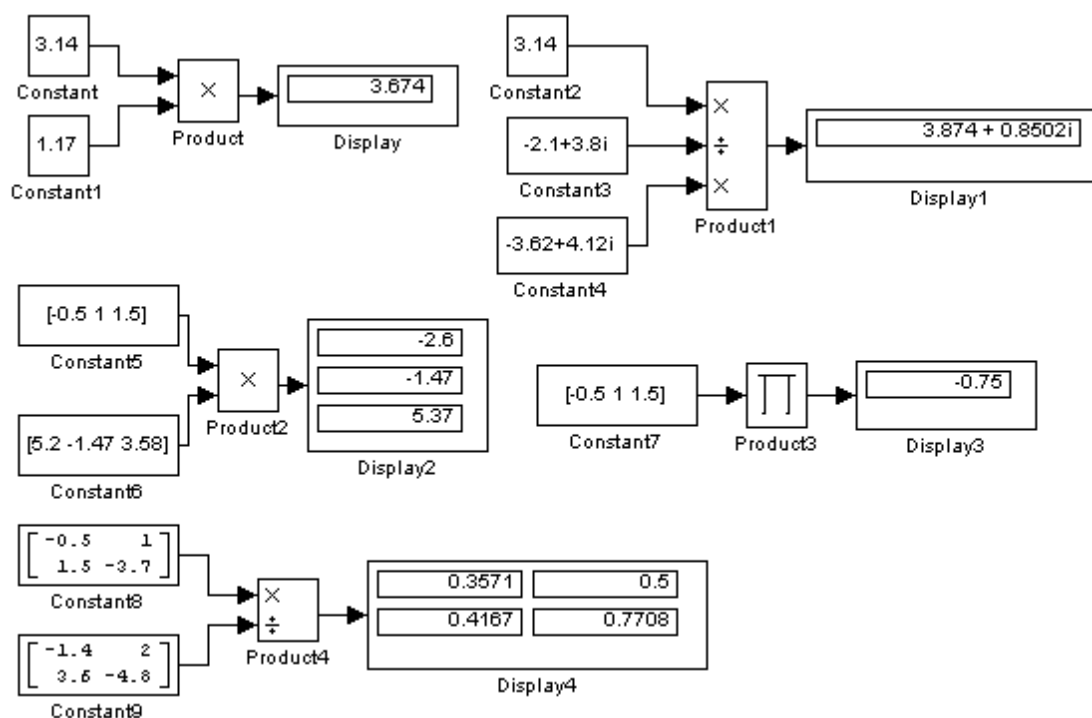 3.14
Constant
1.17
Constant1
×
Product
3.674
Display
3.14
Constant2
-2.1+3.8i
Constant3
-3.62+4.12i
Constant4
×
÷
×
Product1
3.874 + 0.8502i
Display1
[-0.5 1 1.5]
Constant5
[5.2 -1.47 3.58]
Constant6
×
Product2
-2.6
-1.47
5.37
Display2
[-0.5 1 1.5]
Constant7
∏
Product3
-0.75
Display3
-0.5 1
1.5 -3.7
Constant8
-1.4 2
3.6 -4.8
Constant9
×
÷
Product4
0.3571 0.5
0.4167 0.7708
Display4